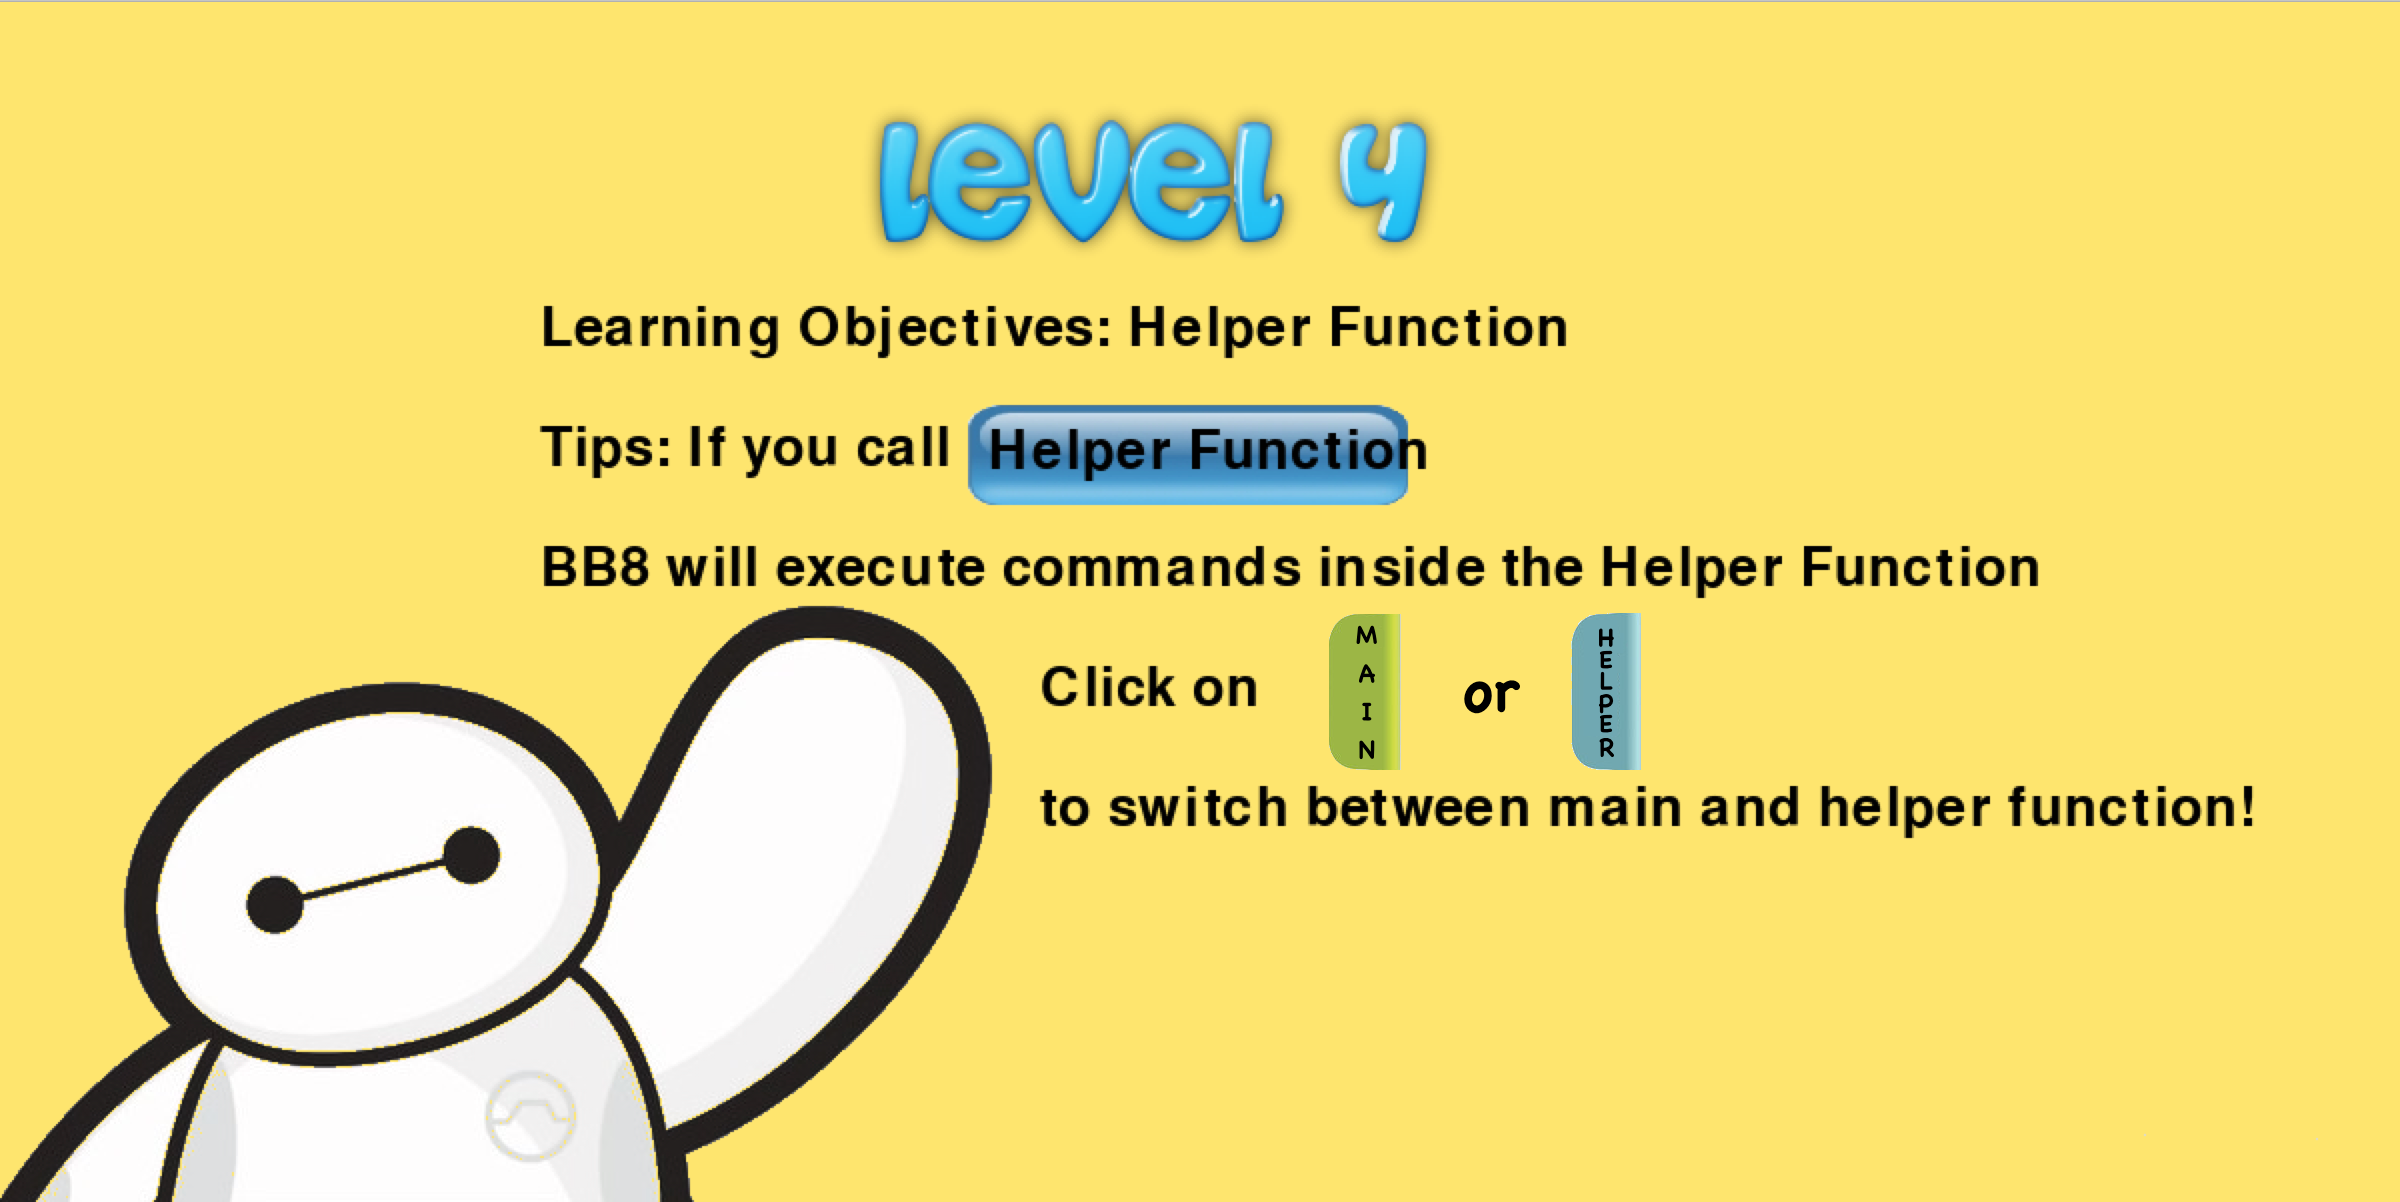 level 4
Learning Objectives: Helper Function
Tips: If you call Helper Function
BB8 will execute commands inside the Helper Function
Click on MAIN or HELPER
to switch between main and helper function!